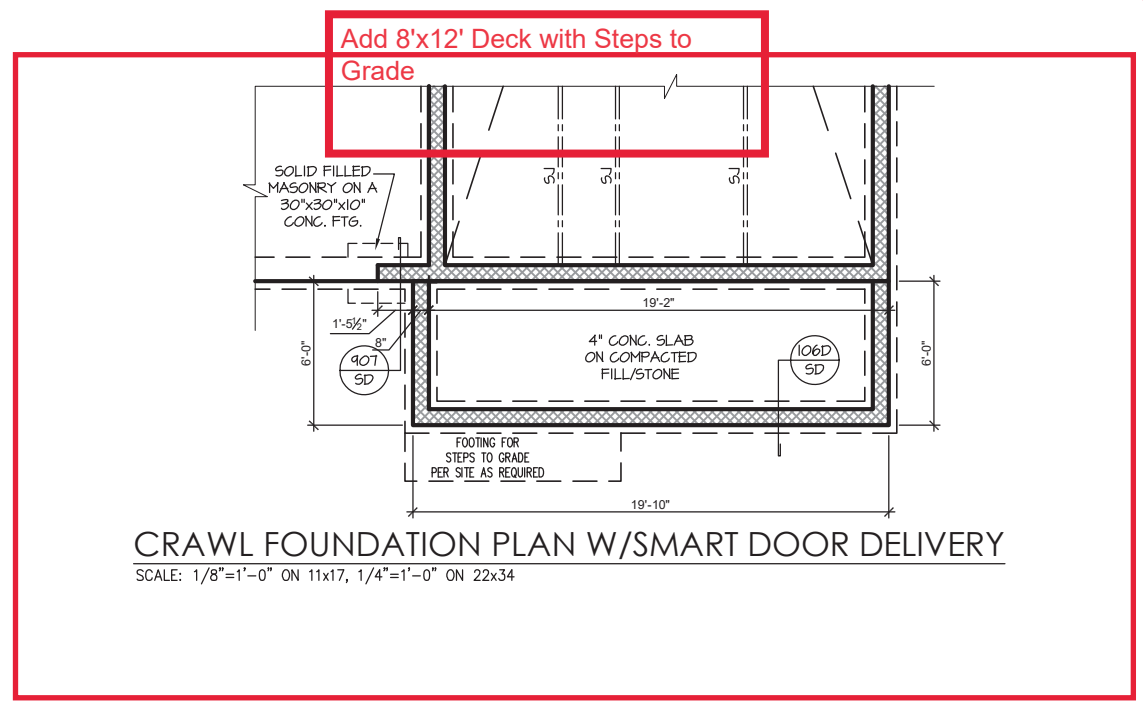 Add 8'x12' Deck with Steps to
Grade
SOLID FILLED
MASONRY ON A
30"x30"x10"
CONC. FTG.
SJ
SJ
SJ
19'-2"
1'-5½"
8"
6'-0"
907
SD
4" CONC. SLAB
ON COMPACTED
FILL/STONE
106D
SD
6'-0"
FOOTING FOR
STEPS TO GRADE
PER SITE AS REQUIRED
19'-10"
CRAWL FOUNDATION PLAN W/SMART DOOR DELIVERY
SCALE: 1/8"=1'-0" ON 11x17, 1/4"=1'-0" ON 22x34